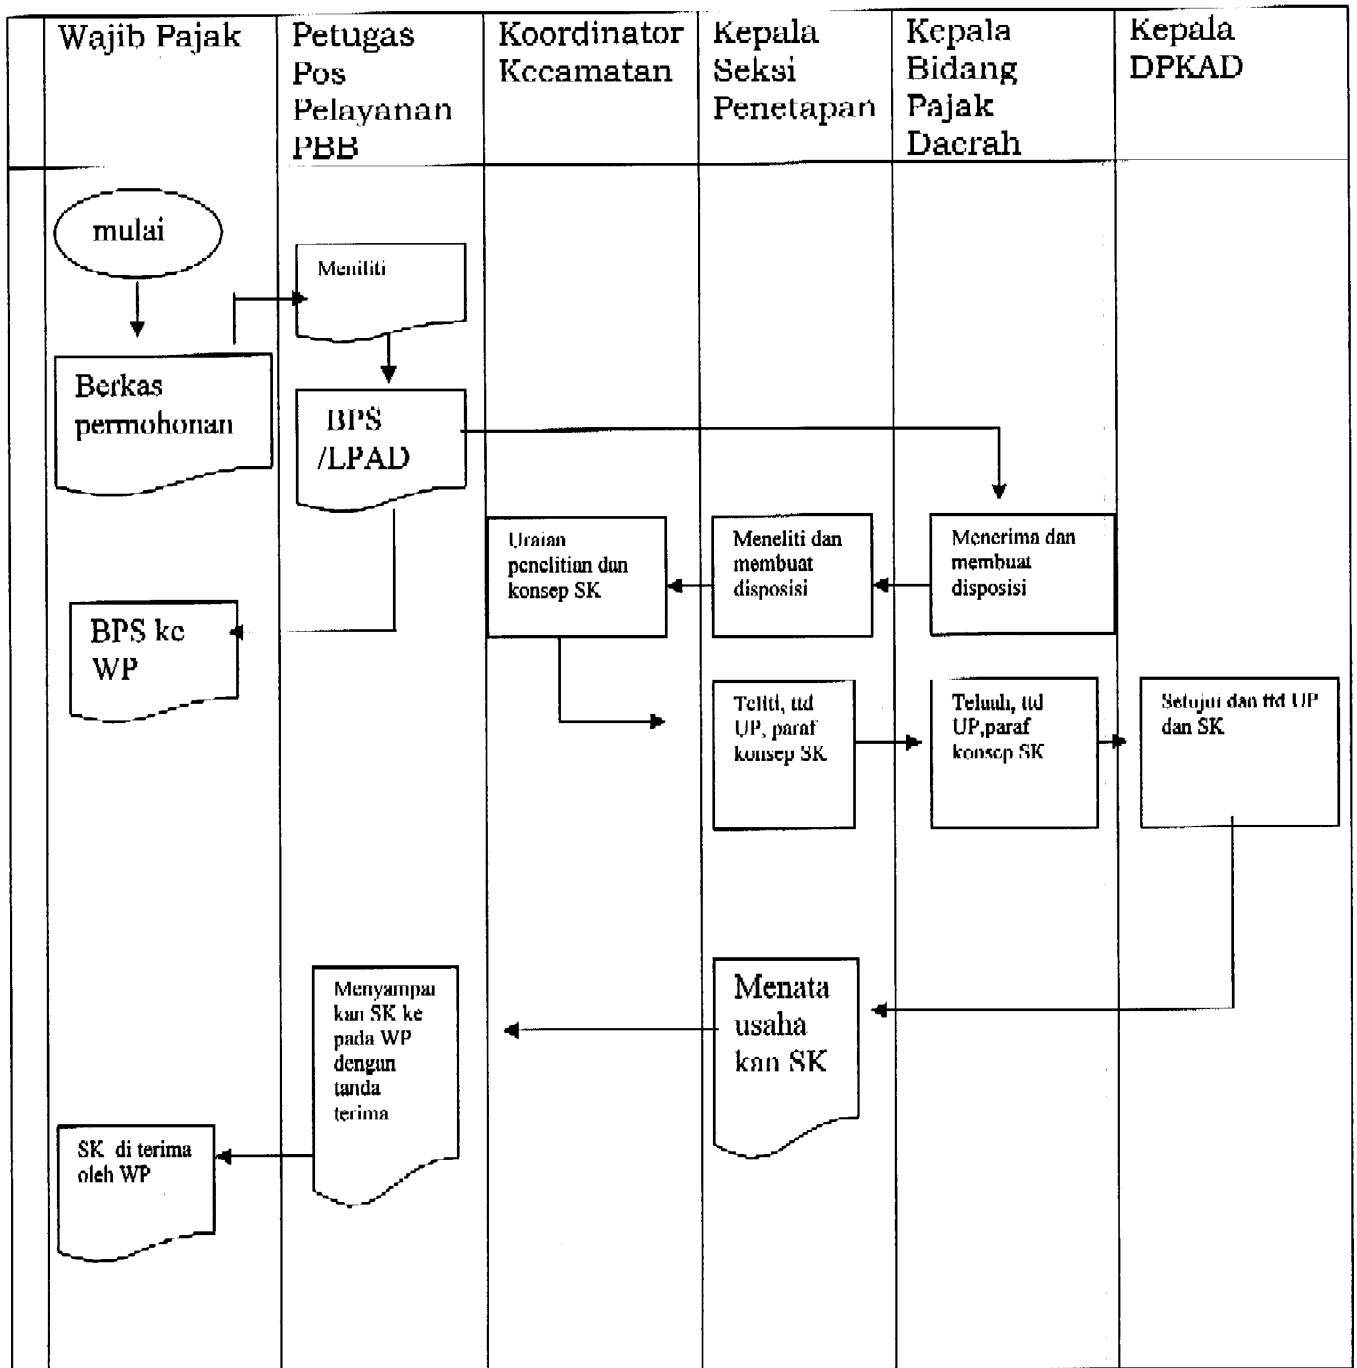 Wajib Pajak
Petugas
Pos
Pelayanan
PBB
Koordinator
Kecamatan
Kepala
Seksi
Penetapan
Kepala
Bidang
Pajak
Daerah
Kepala
DPKAD
mulai
Meniliti
Berkas
permohonan
BPS
/LPAD
Uraian
penelitian dan
konsep SK
Meneliti dan
membuat
disposisi
Menerima dan
membuat
disposisi
BPS ke
WP
Teliti, ttd
UP, paraf
konsep SK
Telaah, ttd
UP,paraf
konsep SK
Setujui dan ttd UP
dan SK
Menyampai
kan SK ke
pada WP
dengan
tanda
terima
Menata
usaha
kan SK
SK di terima
oleh WP